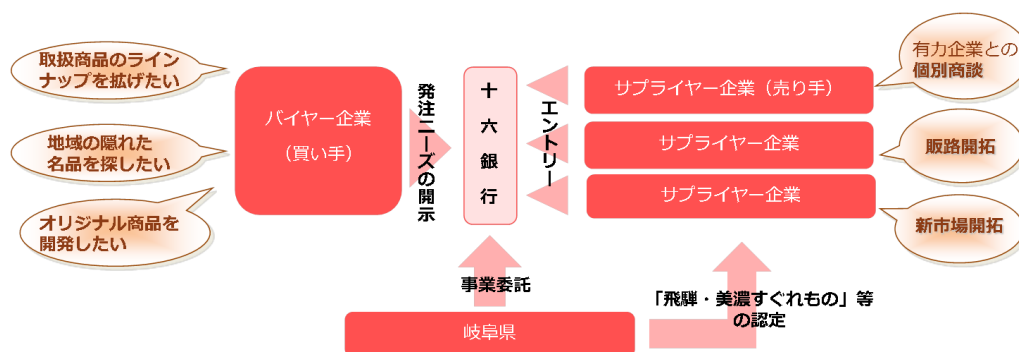 取扱商品のライン
ナップを拡げたい
地域の隠れた
名品を探したい
オリジナル商品を
開発したい
バイヤー企業
（買い手）
発注ニーズの開示
十六銀行
エントリー
サプライヤー企業（売り手）
サプライヤー企業
サプライヤー企業
有力企業との
個別商談
販路開拓
新市場開拓
事業委託
「飛騨・美濃すぐれもの」等
の認定
岐阜県